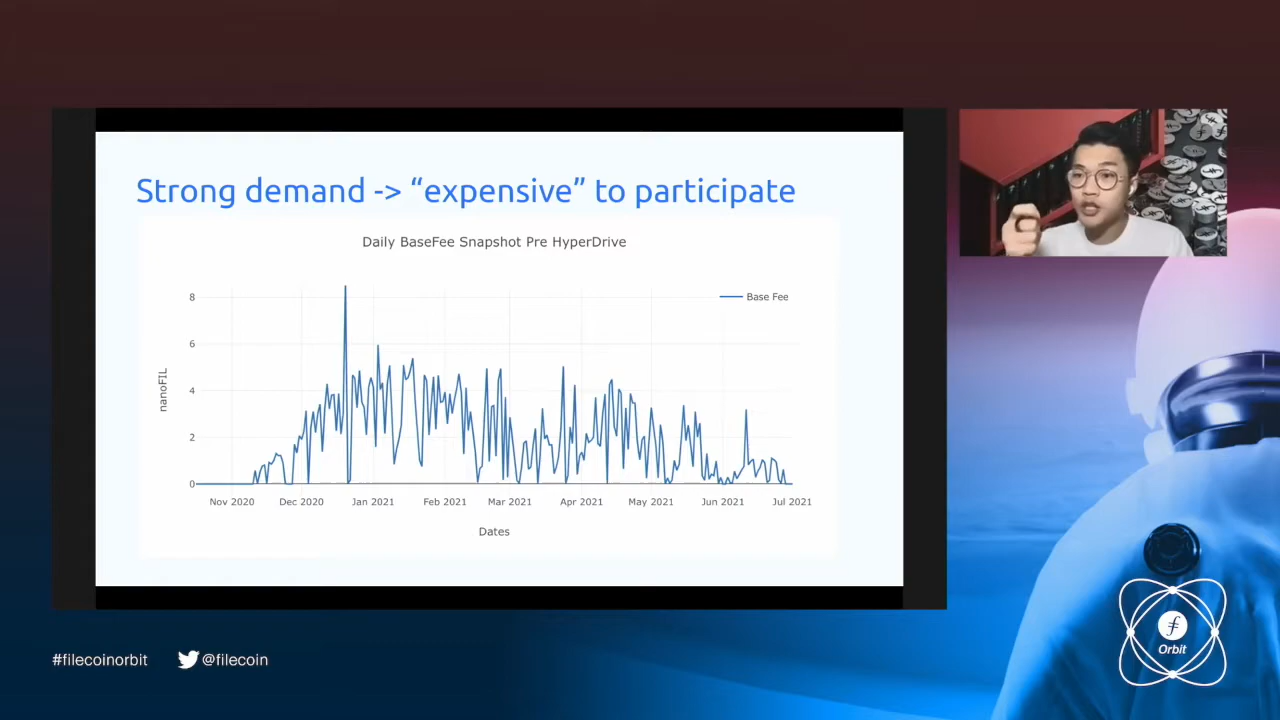 Strong demand -> “expensive” to participate
Daily BaseFee Snapshot Pre HyperDrive
Base Fee
8
6
4
2
0
nanoFIL
Nov 2020
Dec 2020
Jan 2021
Feb 2021
Mar 2021
Apr 2021
May 2021
Jun 2021
Jul 2021
Dates
#filecoinorbit
@filecoin
Orbit